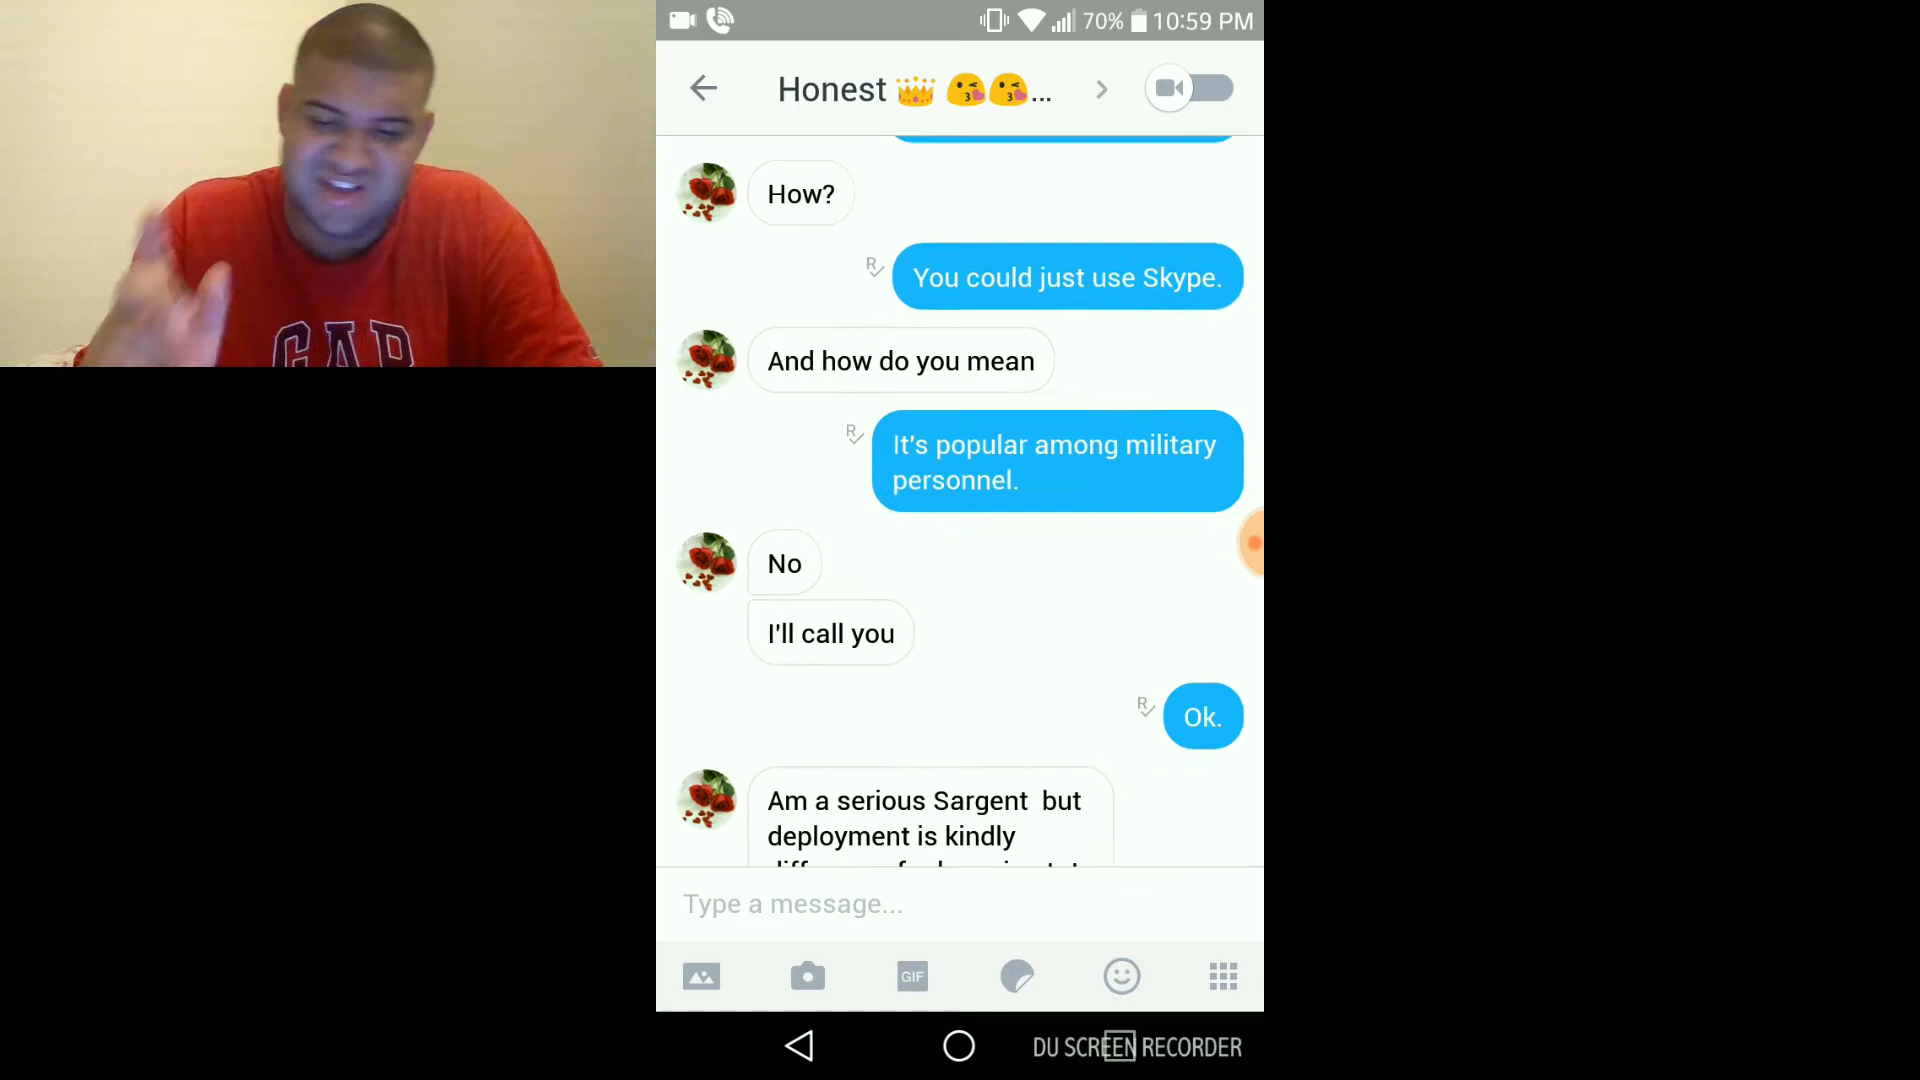 70% 10:59 PM
Honest 👑 😘😘...
How?
R
You could just use Skype.
And how do you mean
R
It's popular among military
personnel.
No
I'll call you
R
Ok.
Am a serious Sargent  but
deployment is kindly
Type a message...
GIF
DU SCREEN RECORDER
GAP